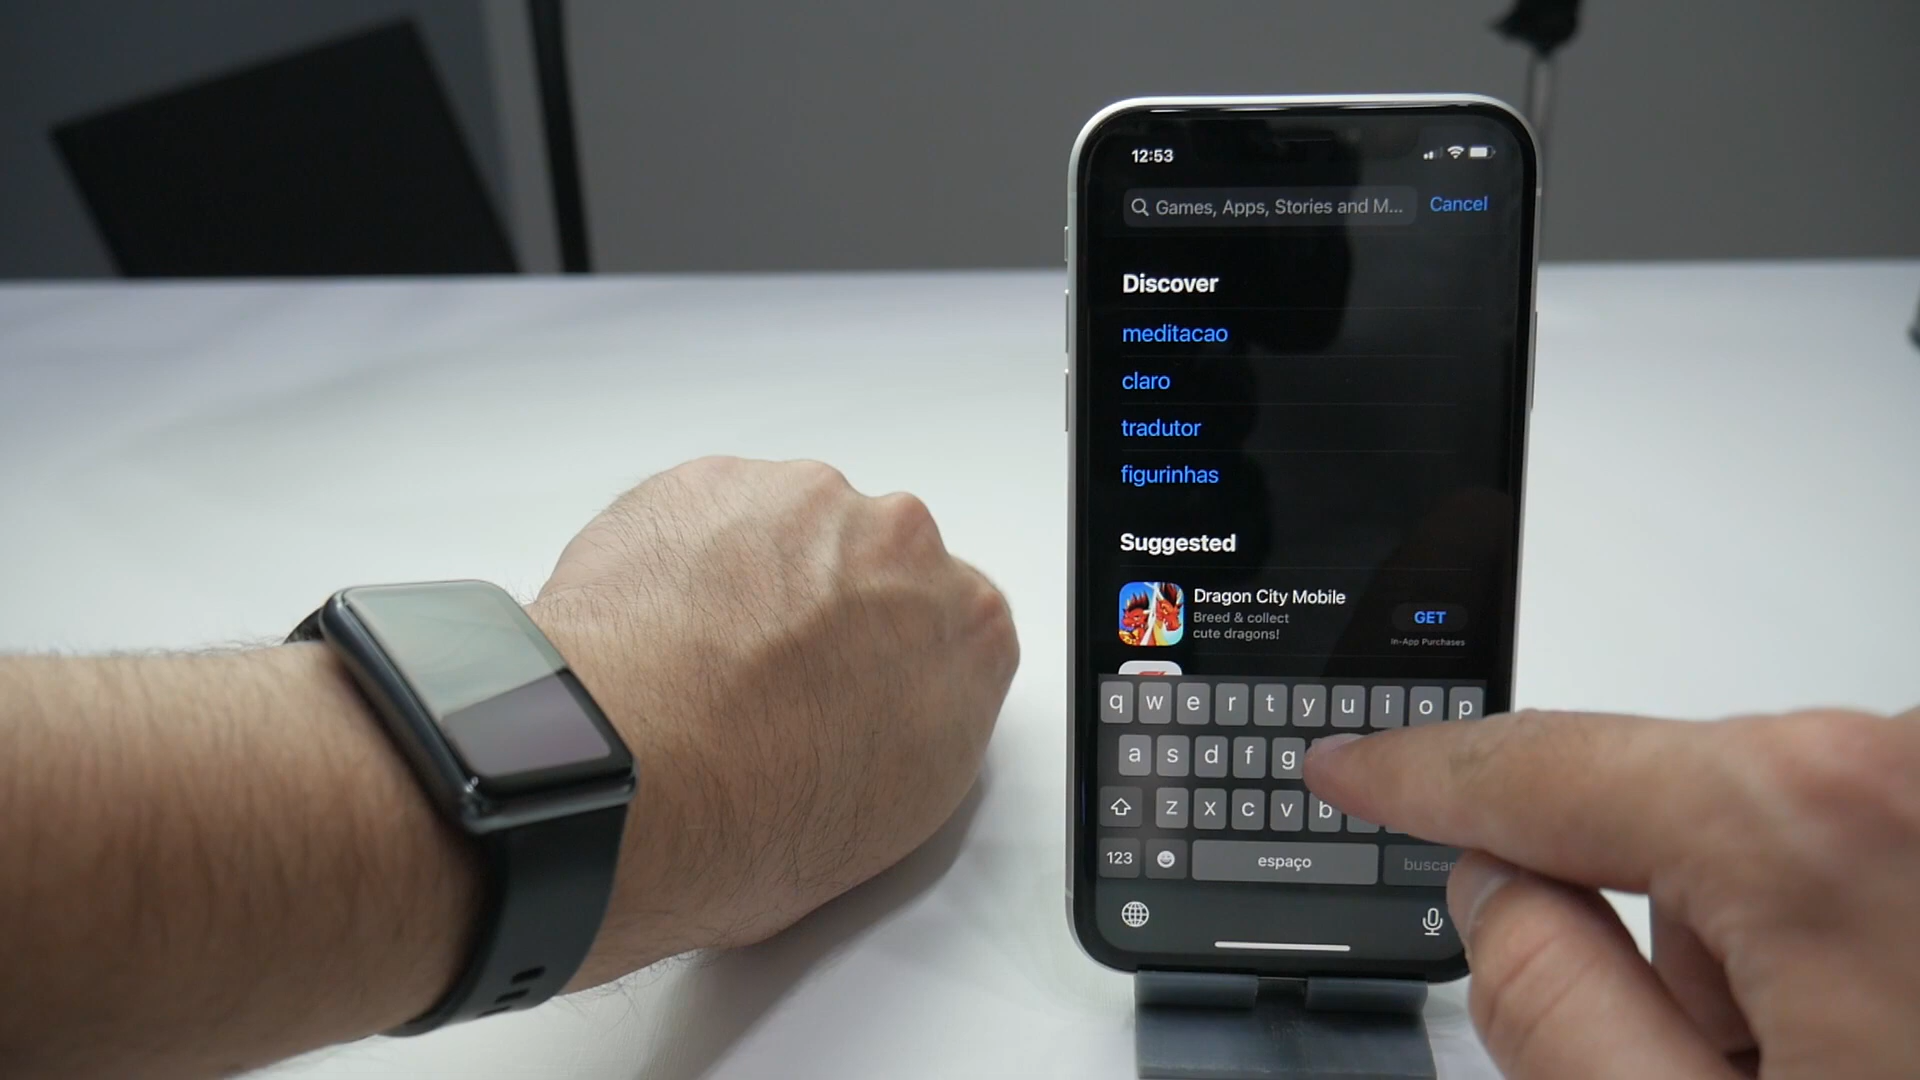 12:53
Games, Apps, Stories and M...
Cancel
Discover
meditacao
claro
tradutor
figurinhas
Suggested
Dragon City Mobile
Breed & collect
cute dragons!
GET
In-App Purchases
q w e r t y u i o p
a s d f g
z x c v b
123
espaço
buscar